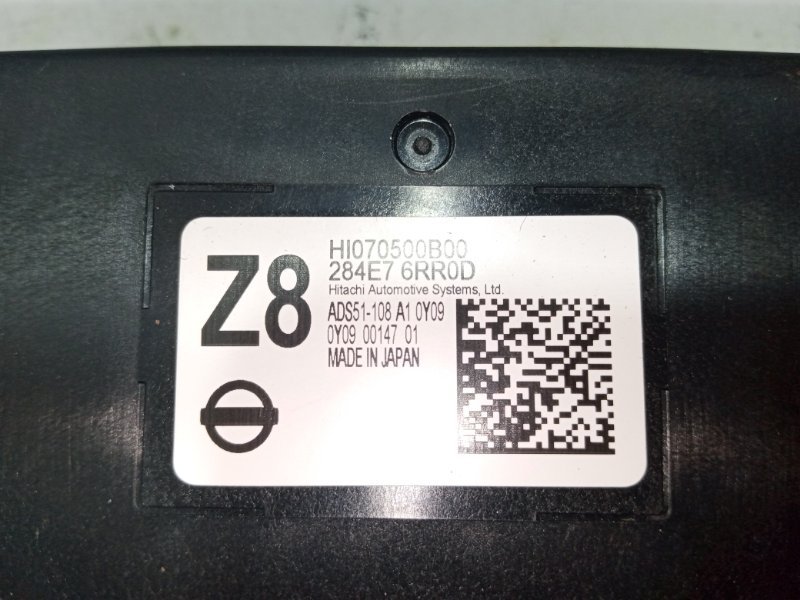 Z8
HI070500B00
284E7 6RR0D
Hitachi Automotive Systems, Ltd.
ADS51-108 A1 0Y09
0Y09 00147 01
MADE IN JAPAN